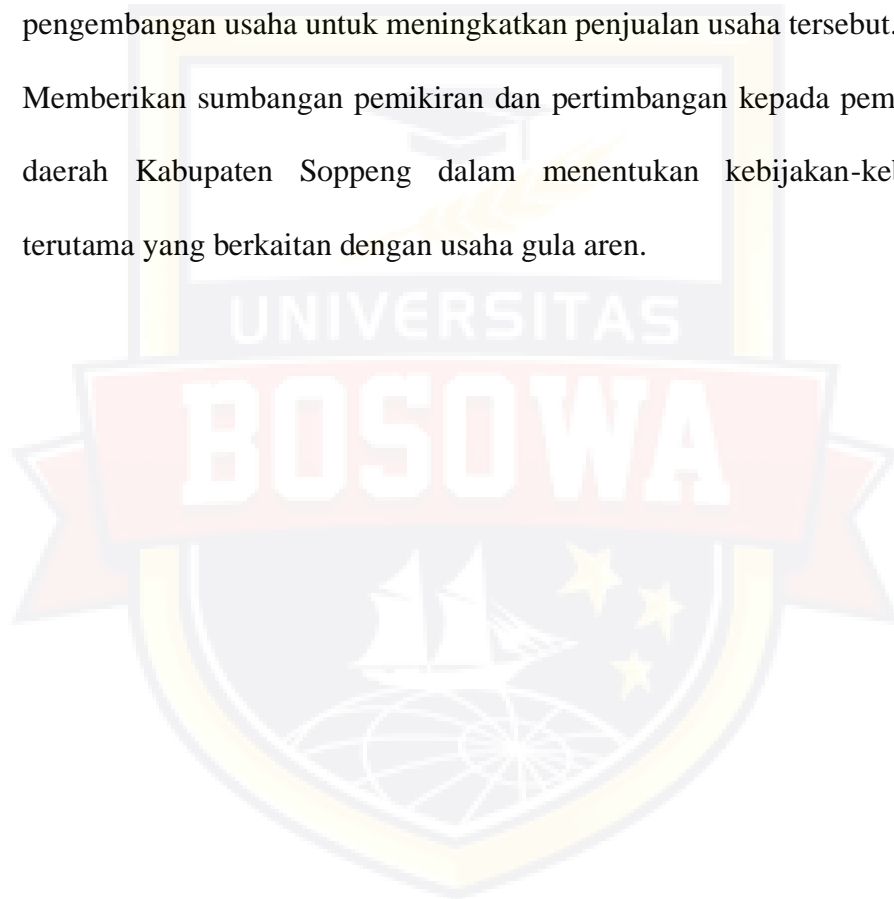 pengembangan usaha untuk meningkatkan penjualan usaha tersebut.
Memberikan sumbangan pemikiran dan pertimbangan kepada pem
daerah Kabupaten Soppeng dalam menentukan kebijakan-ke
terutama yang berkaitan dengan usaha gula aren.
UNIVERSITAS
BOSOWA